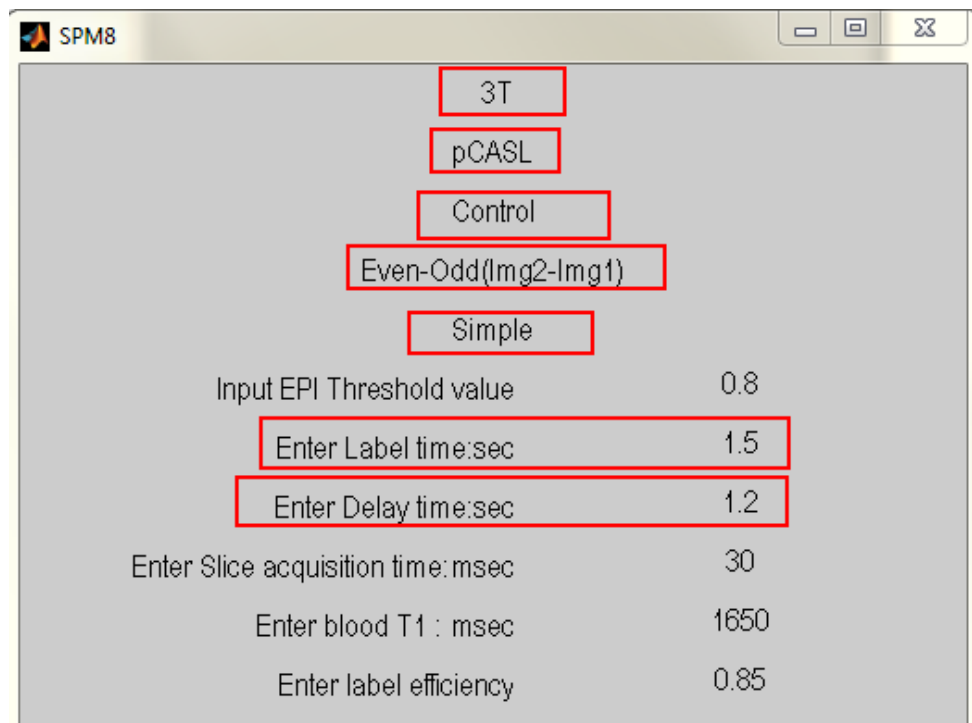 SPM8
3T
pCASL
Control
Even-Odd(Img2-Img1)
Simple
Input EPI Threshold value 0.8
Enter Label time:sec 1.5
Enter Delay time:sec 1.2
Enter Slice acquisition time:msec 30
Enter blood T1 : msec 1650
Enter label efficiency 0.85